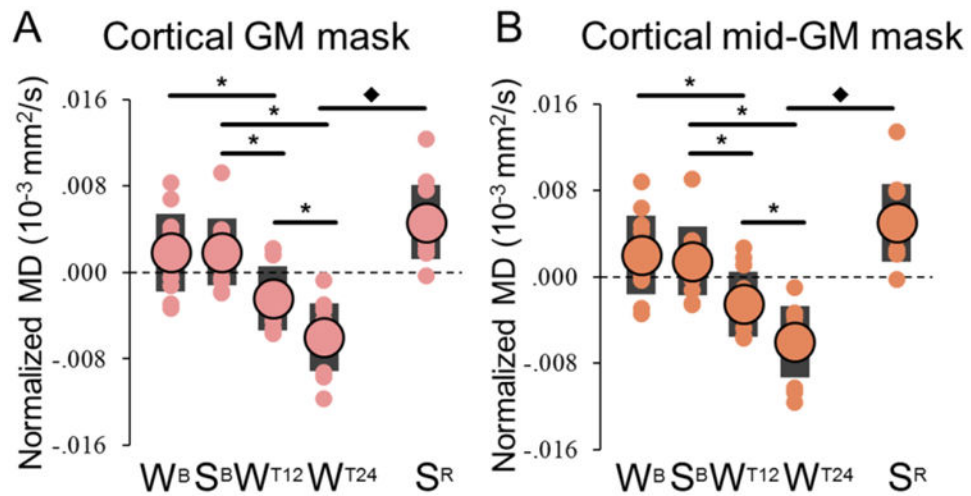 A Cortical GM mask
Normalized MD (10⁻³ mm²/s)
.016
.008
.000
-.008
-.016
* * * * ◆
Wᴮ Sᴮ Wᵀ¹² Wᵀ²⁴ Sᴿ
B Cortical mid-GM mask
Normalized MD (10⁻³ mm²/s)
.016
.008
.000
-.008
-.016
* * * * ◆
Wᴮ Sᴮ Wᵀ¹² Wᵀ²⁴ Sᴿ